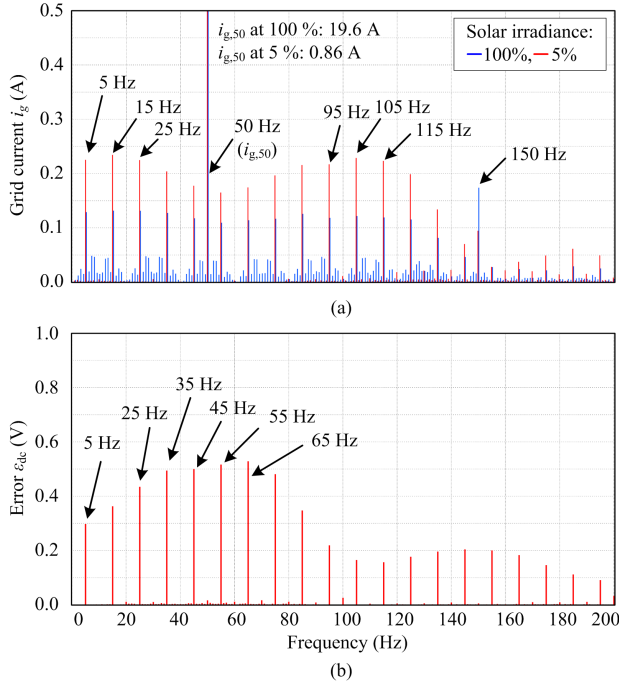 0.5
0.4
0.3
0.2
0.1
0.0
Grid current i_g (A)
i_g,50 at 100 %: 19.6 A
i_g,50 at 5 %: 0.86 A
Solar irradiance:
100%, 5%
5 Hz
15 Hz
25 Hz
50 Hz
(i_g,50)
95 Hz
105 Hz
115 Hz
150 Hz
(a)
1.0
0.8
0.6
0.4
0.2
0.0
Error ε_dc (V)
5 Hz
25 Hz
35 Hz
45 Hz
55 Hz
65 Hz
0 20 40 60 80 100 120 140 160 180 200
Frequency (Hz)
(b)